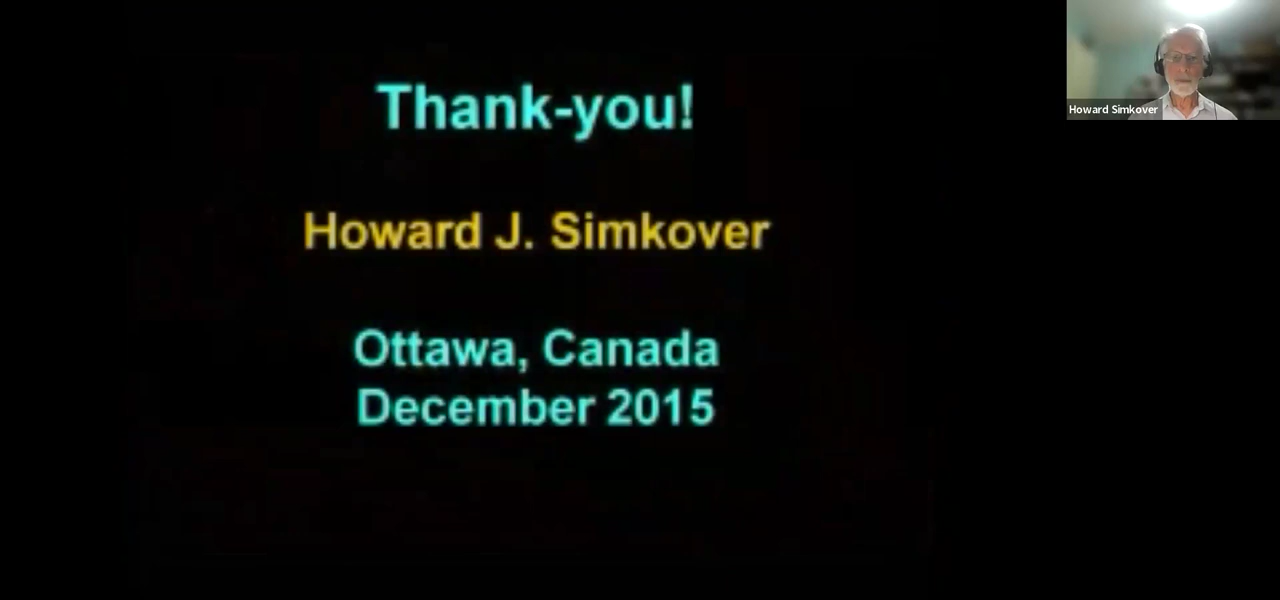 Thank-you!
Howard J. Simkover
Ottawa, Canada
December 2015
Howard Simkover